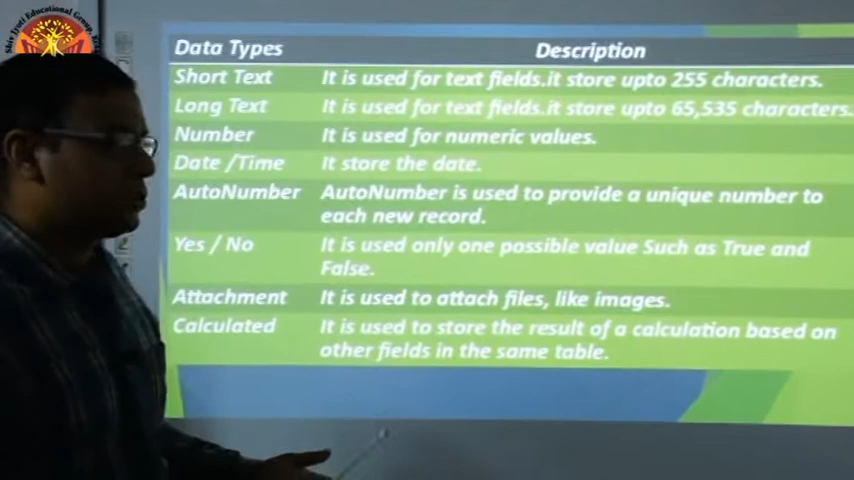 Shiv Jyoti Educational Group,
Data Types Description
Short Text It is used for text fields.it store upto 255 characters.
Long Text It is used for text fields.it store upto 65,535 characters.
Number It is used for numeric values.
Date /Time It store the date.
AutoNumber AutoNumber is used to provide a unique number to
each new record.
Yes / No It is used only one possible value Such as True and
False.
Attachment It is used to attach files, like images.
Calculated It is used to store the result of a calculation based on
other fields in the same table.